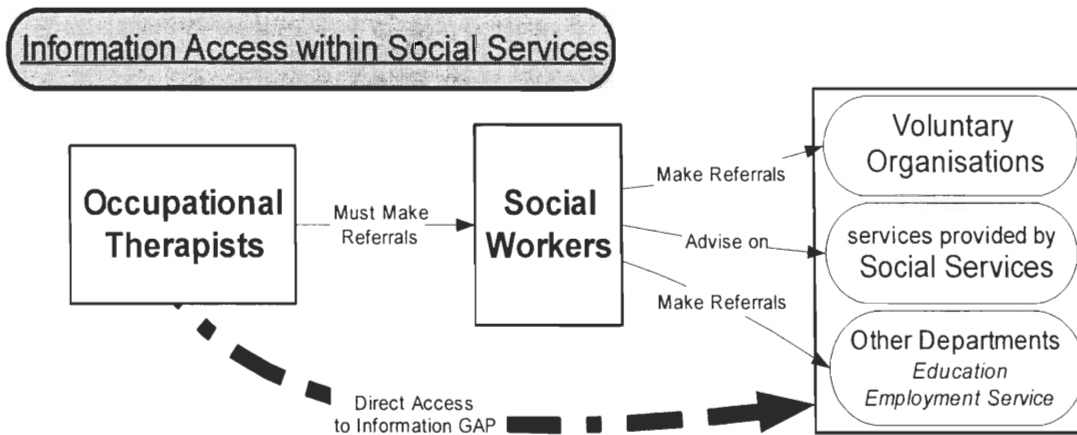 Information Access within Social Services
Occupational
Therapists
Must Make
Referrals
Social
Workers
Make Referrals
Advise on
Make Referrals
Voluntary
Organisations
services provided by
Social Services
Other Departments
Education
Employment Service
Direct Access
to Information GAP